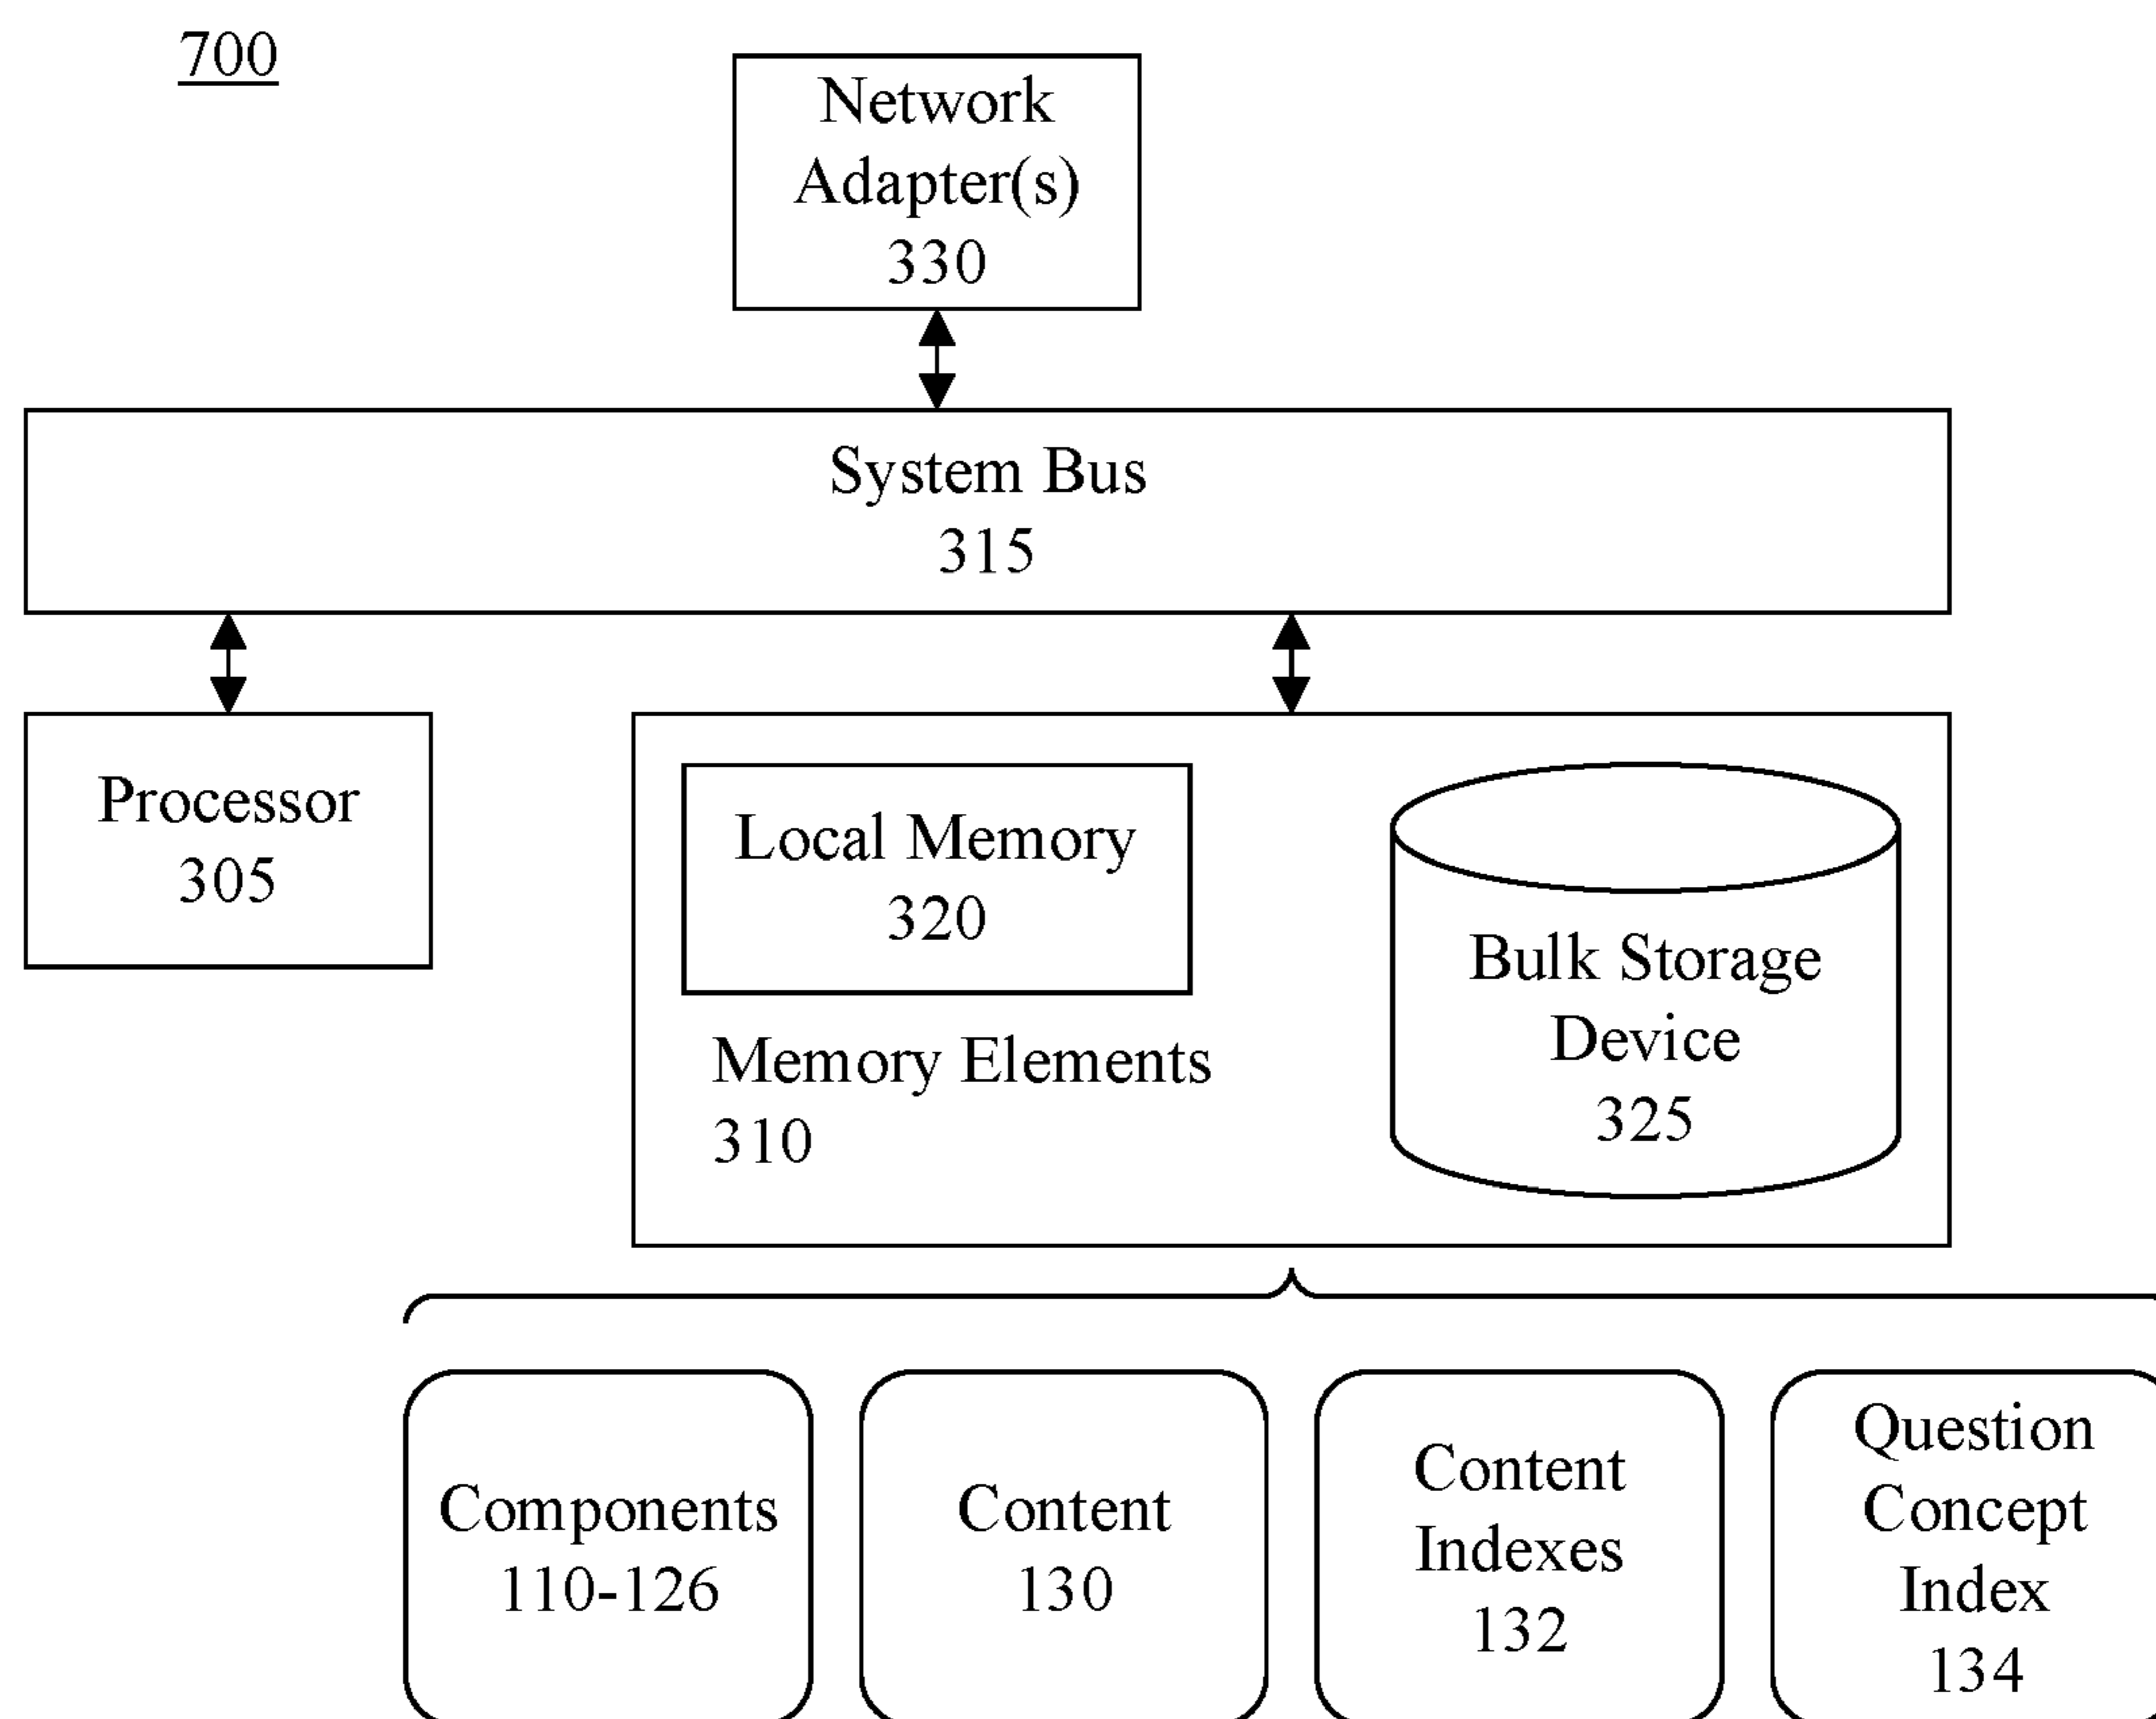 700
Network
Adapter(s)
330
System Bus
315
Processor
305
Local Memory
320
Memory Elements
310
Bulk Storage
Device
325
Components
110-126
Content
130
Content
Indexes
132
Question
Concept
Index
134